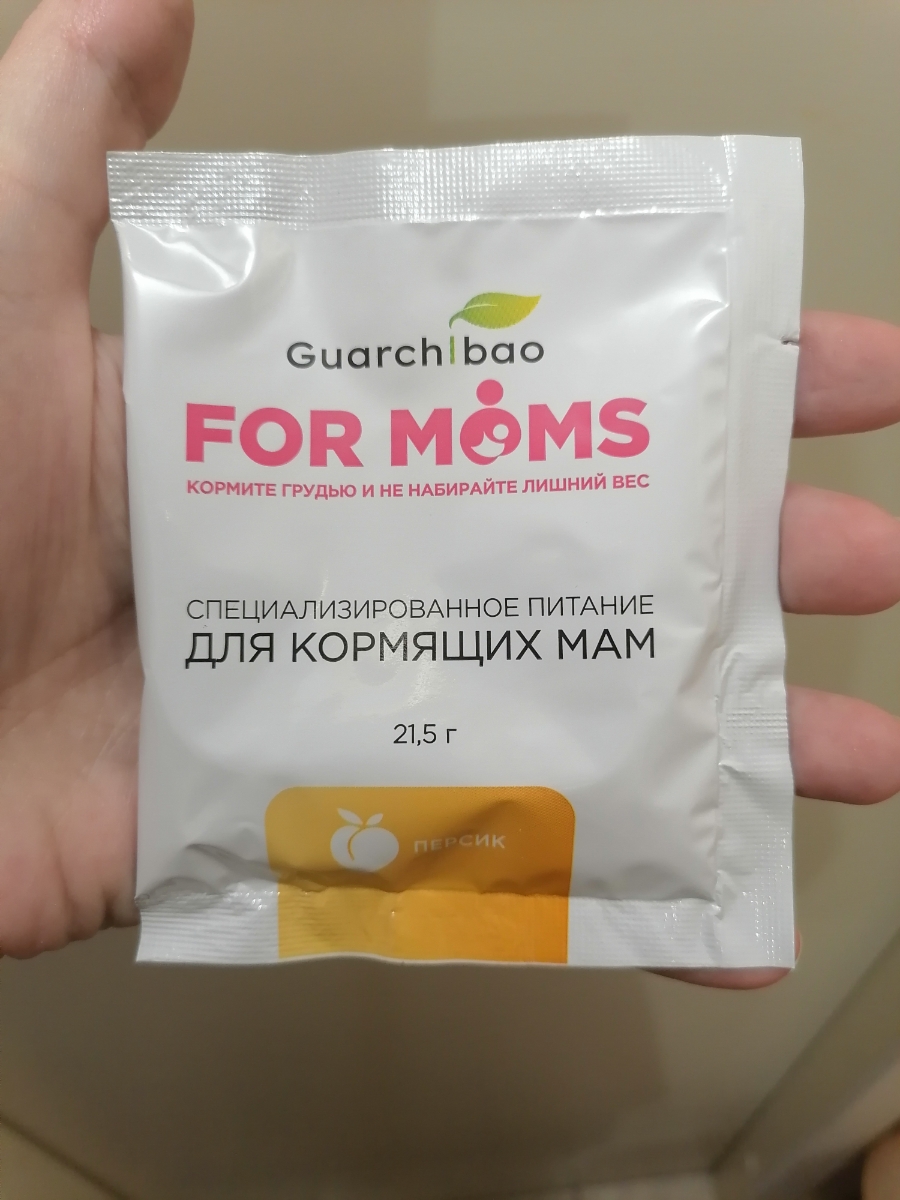 Guarchibao
FOR MOMS
КОРМИТЕ ГРУДЬЮ И НЕ НАБИРАЙТЕ ЛИШНИЙ ВЕС
СПЕЦИАЛИЗИРОВАННОЕ ПИТАНИЕ
ДЛЯ КОРМЯЩИХ МАМ
21,5 г
ПЕРСИК